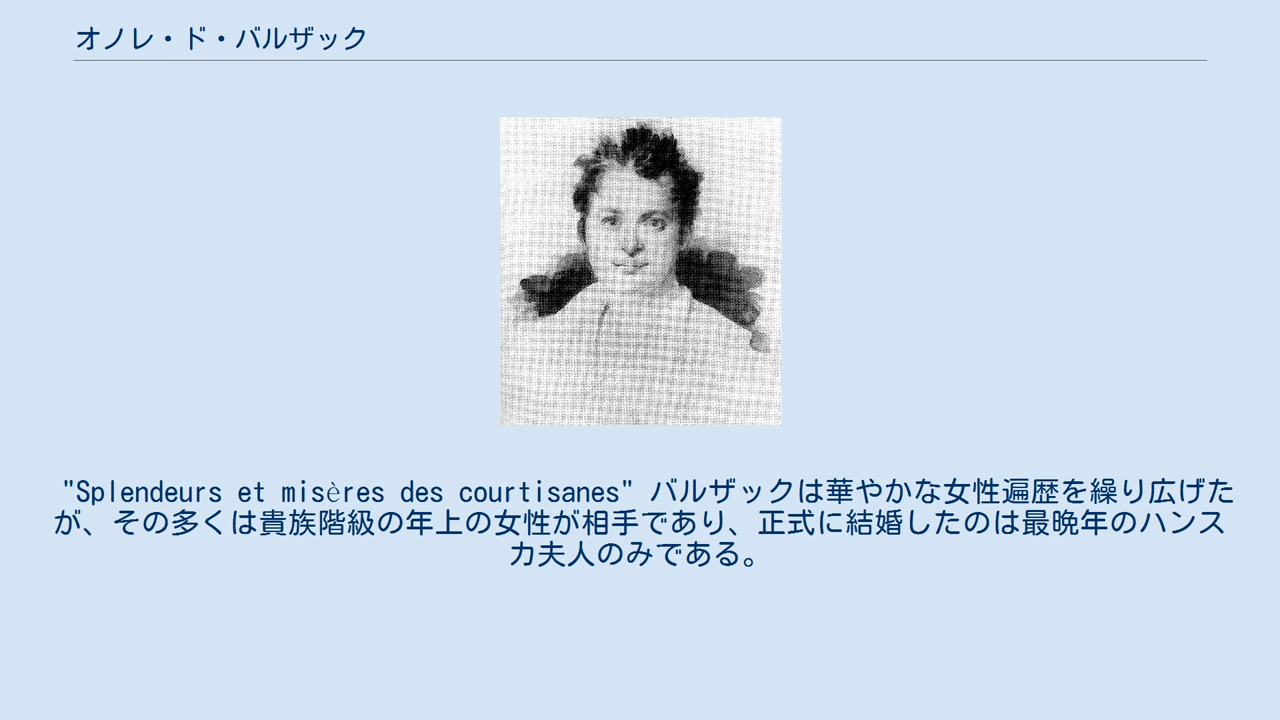 オノレ・ド・バルザック
"Splendeurs et misères des courtisanes" バルザックは華やかな女性遍歴を繰り広げた
が、その多くは貴族階級の年上の女性が相手であり、正式に結婚したのは最晩年のハンス
カ夫人のみである。